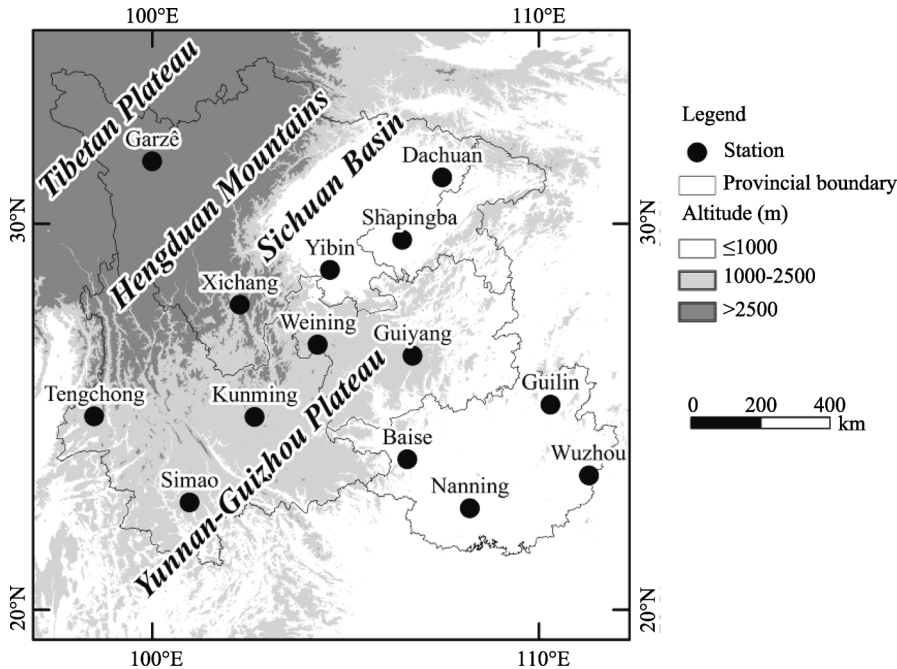 100°E
110°E
Tibetan Plateau
Garzê
Hengduan Mountains
Sichuan Basin
Dachuan
30°N
30°N
Shapingba
Yibin
Xichang
Weining
Guiyang
Tengchong
Kunming
Guilin
Baise
Wuzhou
Simao
Nanning
Yunnan-Guizhou Plateau
20°N
20°N
100°E
110°E
Legend
Station
Provincial boundary
Altitude (m)
≤1000
1000-2500
>2500
0 200 400
km